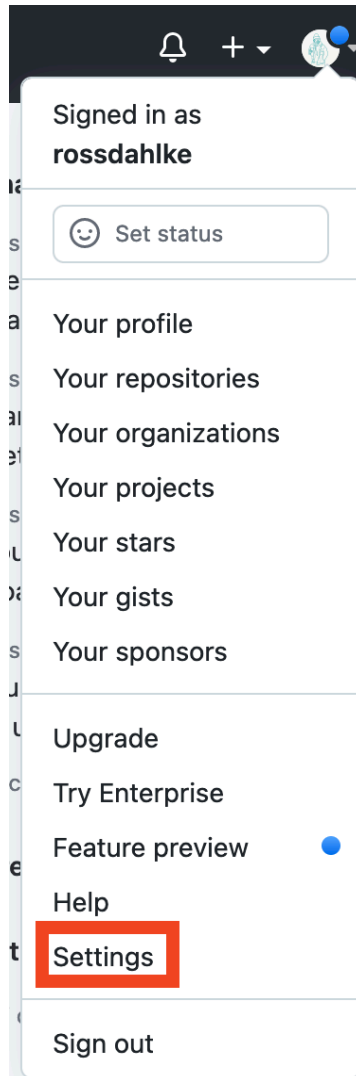 Signed in as
rossdahlke
Set status
Your profile
Your repositories
Your organizations
Your projects
Your stars
Your gists
Your sponsors
Upgrade
Try Enterprise
Feature preview
Help
Settings
Sign out